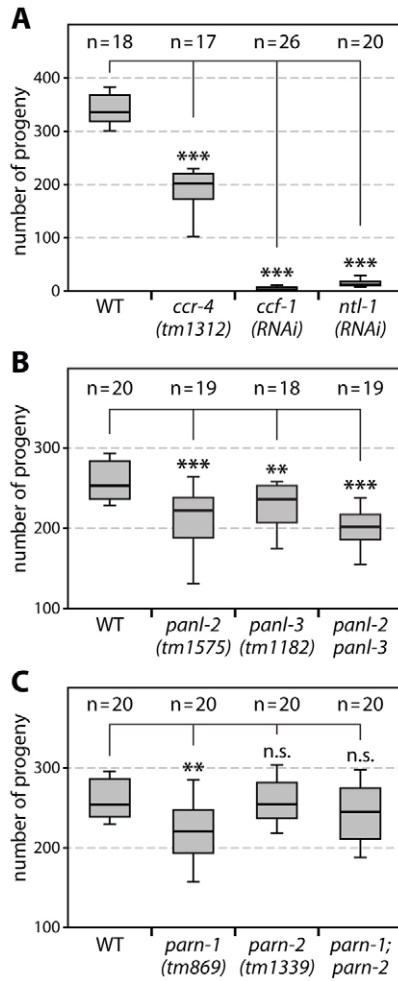 A
n=18 n=17 n=26 n=20
400
300
200
100
0
number of progeny
***
***
***
WT ccr-4 ccf-1 ntl-1
(tm1312) (RNAi) (RNAi)
B
n=20 n=19 n=18 n=19
300
200
100
number of progeny
***
**
***
WT panl-2 panl-3 panl-2
(tm1575) (tm1182) panl-3
C
n=20 n=20 n=20 n=20
300
200
100
number of progeny
**
n.s.
n.s.
WT parn-1 parn-2 parn-1;
(tm869) (tm1339) parn-2